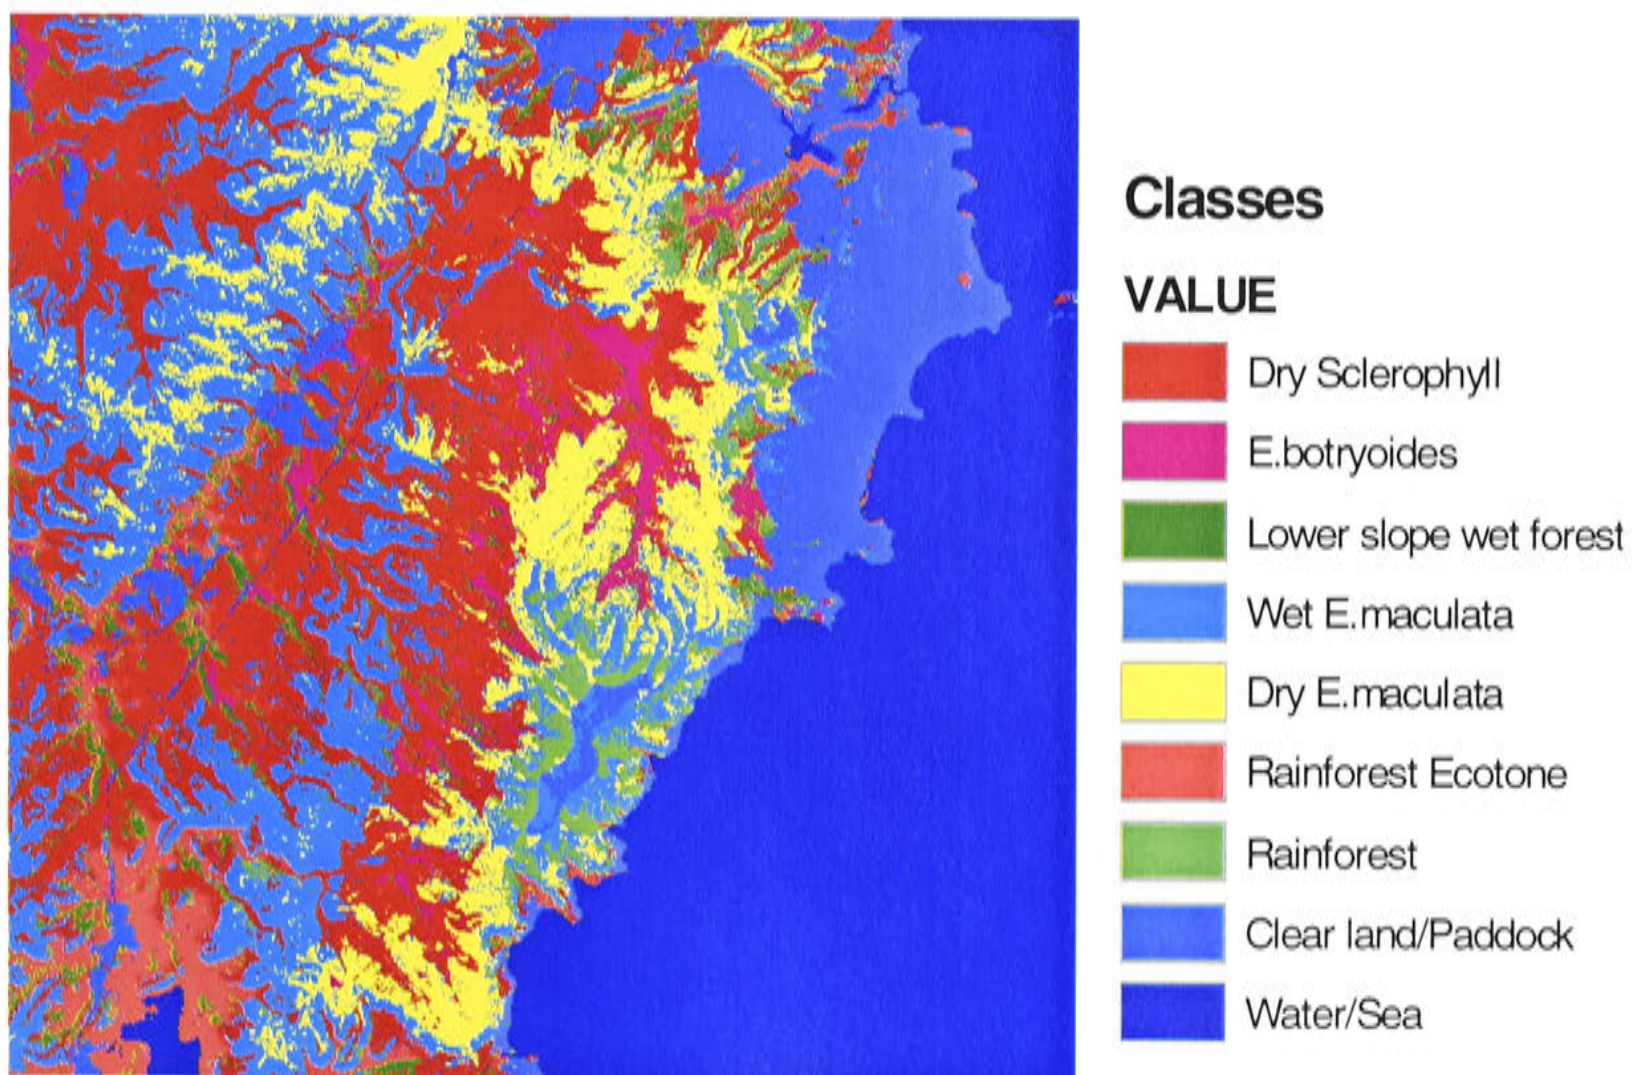 Classes
VALUE
Dry Sclerophyll
E.botryoides
Lower slope wet forest
Wet E.maculata
Dry E.maculata
Rainforest Ecotone
Rainforest
Clear land/Paddock
Water/Sea